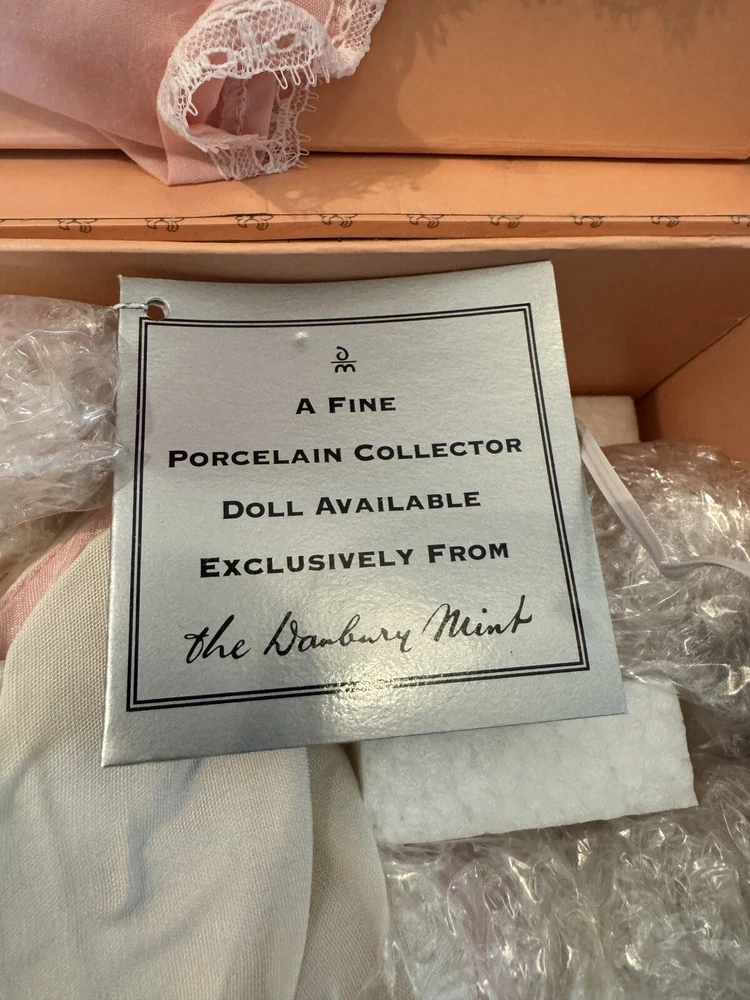 A FINE
PORCELAIN COLLECTOR
DOLL AVAILABLE
EXCLUSIVELY FROM
the Danbury Mint